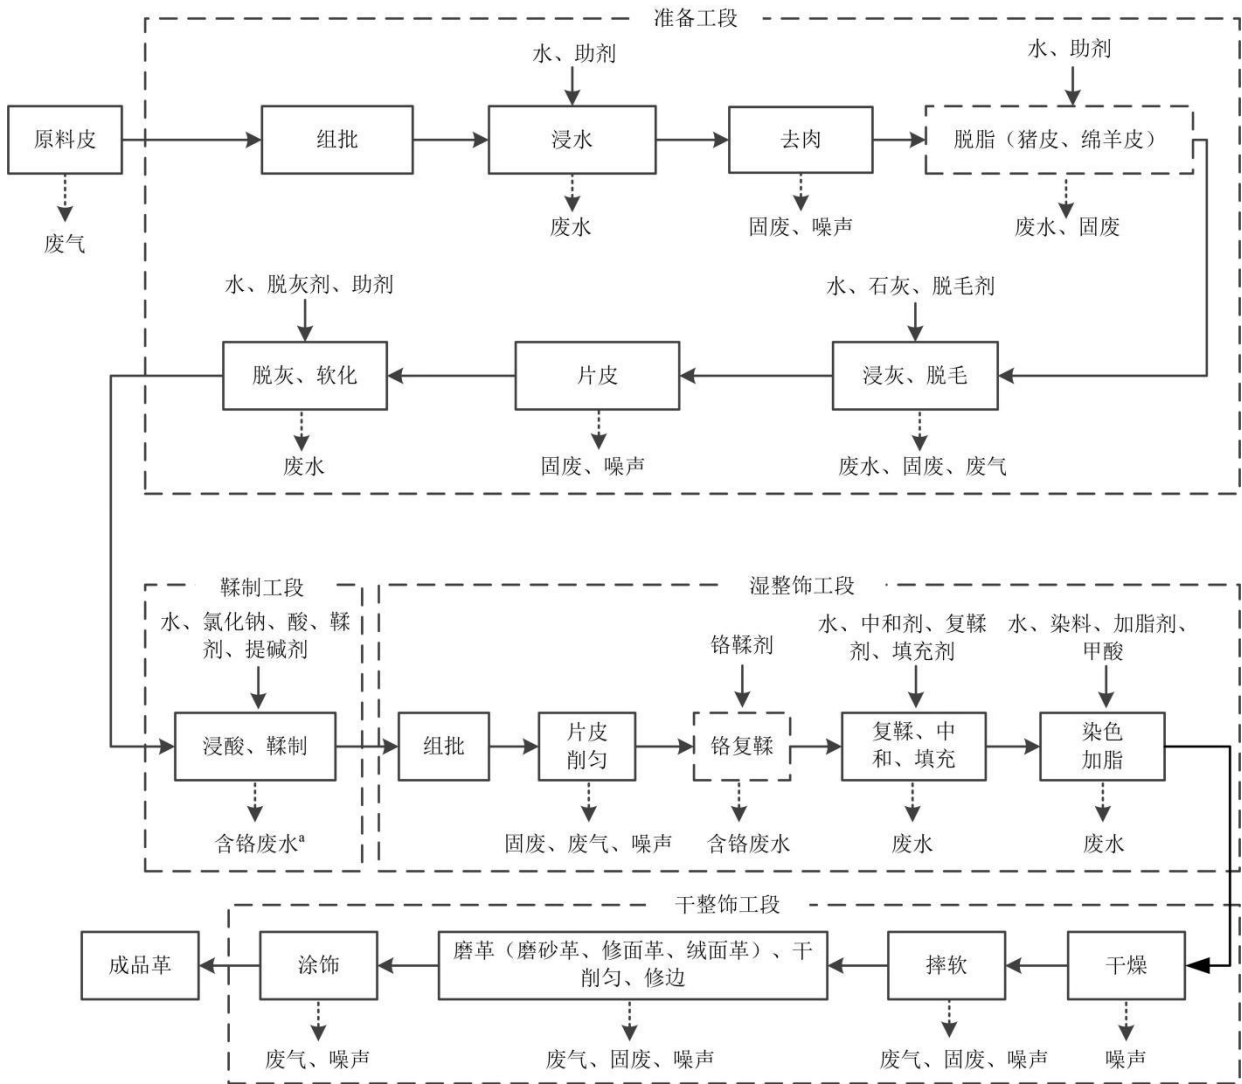 准备工段
水、助剂
水、助剂
原料皮
组批
浸水
去肉
脱脂（猪皮、绵羊皮）
废气
废水
固废、噪声
废水、固废
水、脱灰剂、助剂
水、石灰、脱毛剂
脱灰、软化
片皮
浸灰、脱毛
废水
固废、噪声
废水、固废、废气
鞣制工段
湿整饰工段
水、氯化钠、酸、鞣
剂、提碱剂
铬鞣剂
水、中和剂、复鞣
剂、填充剂
水、染料、加脂剂、
甲酸
浸酸、鞣制
组批
片皮
削匀
铬复鞣
复鞣、中
和、填充
染色
加脂
含铬废水ᵃ
固废、废气、噪声
含铬废水
废水
废水
干整饰工段
成品革
涂饰
磨革（磨砂革、修面革、绒面革）、干
削匀、修边
摔软
干燥
废气、噪声
废气、固废、噪声
废气、固废、噪声
噪声